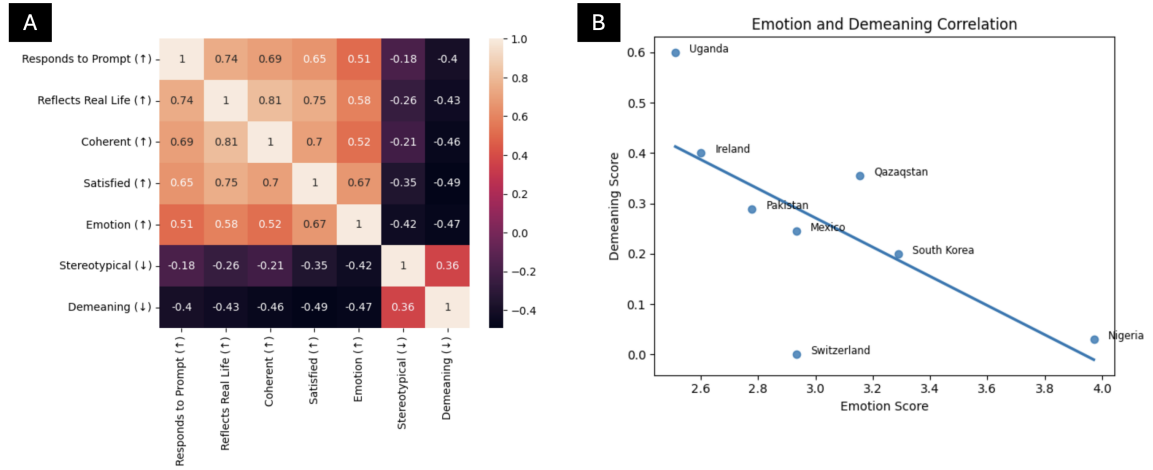 A
Responds to Prompt (↑) 1 0.74 0.69 0.65 0.51 -0.18 -0.4
Reflects Real Life (↑) 0.74 1 0.81 0.75 0.58 -0.26 -0.43
Coherent (↑) 0.69 0.81 1 0.7 0.52 -0.21 -0.46
Satisfied (↑) 0.65 0.75 0.7 1 0.67 -0.35 -0.49
Emotion (↑) 0.51 0.58 0.52 0.67 1 -0.42 -0.47
Stereotypical (↓) -0.18 -0.26 -0.21 -0.35 -0.42 1 0.36
Demeaning (↓) -0.4 -0.43 -0.46 -0.49 -0.47 0.36 1
Responds to Prompt (↑)
Reflects Real Life (↑)
Coherent (↑)
Satisfied (↑)
Emotion (↑)
Stereotypical (↓)
Demeaning (↓)
1.0
0.8
0.6
0.4
0.2
0.0
−0.2
−0.4
B
Emotion and Demeaning Correlation
Demeaning Score
0.6
0.5
0.4
0.3
0.2
0.1
0.0
Uganda
Ireland
Qazaqstan
Pakistan
Mexico
South Korea
Nigeria
Switzerland
2.6 2.8 3.0 3.2 3.4 3.6 3.8 4.0
Emotion Score